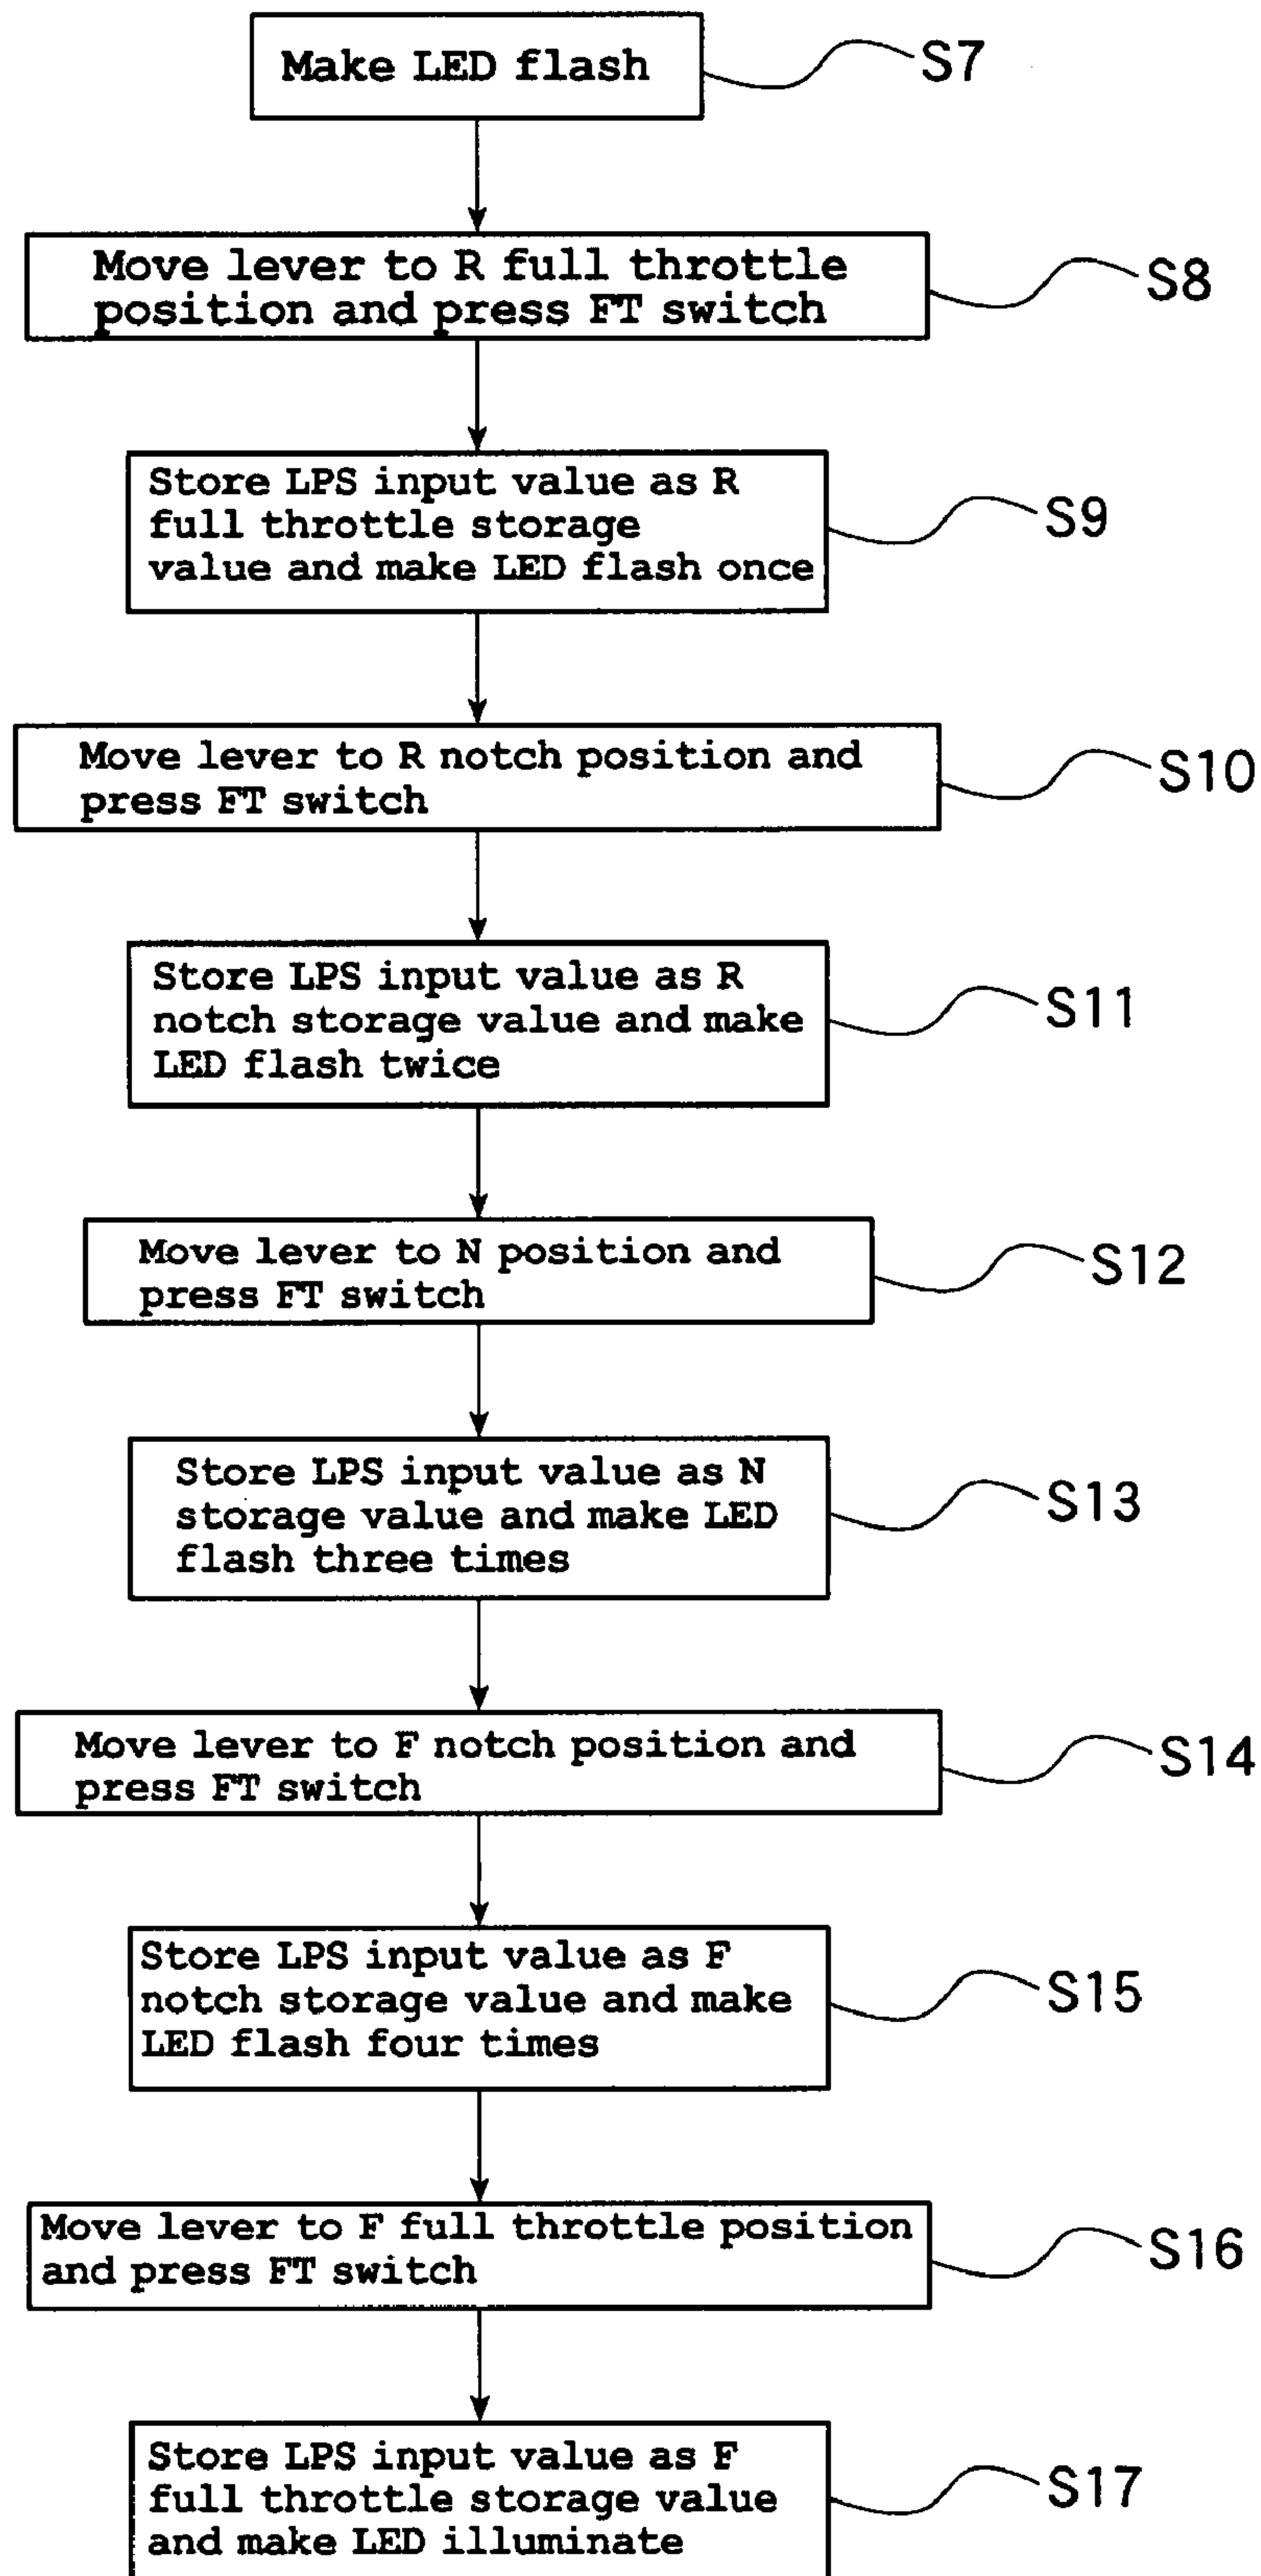 Make LED flash
S7
Move lever to R full throttle
position and press FT switch
S8
Store LPS input value as R
full throttle storage
value and make LED flash once
S9
Move lever to R notch position and
press FT switch
S10
Store LPS input value as R
notch storage value and make
LED flash twice
S11
Move lever to N position and
press FT switch
S12
Store LPS input value as N
storage value and make LED
flash three times
S13
Move lever to F notch position and
press FT switch
S14
Store LPS input value as F
notch storage value and make
LED flash four times
S15
Move lever to F full throttle position
and press FT switch
S16
Store LPS input value as F
full throttle storage value
and make LED illuminate
S17